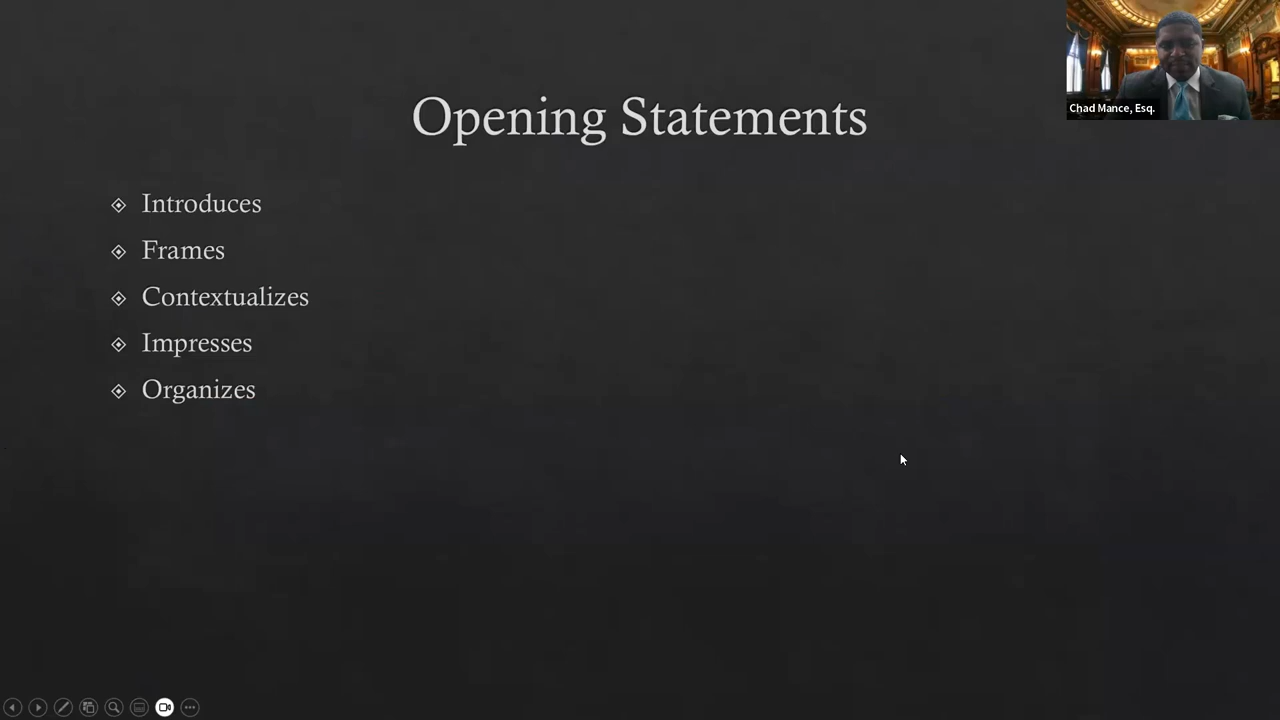 Opening Statements
Introduces
Frames
Contextualizes
Impresses
Organizes
Chad Mance, Esq.